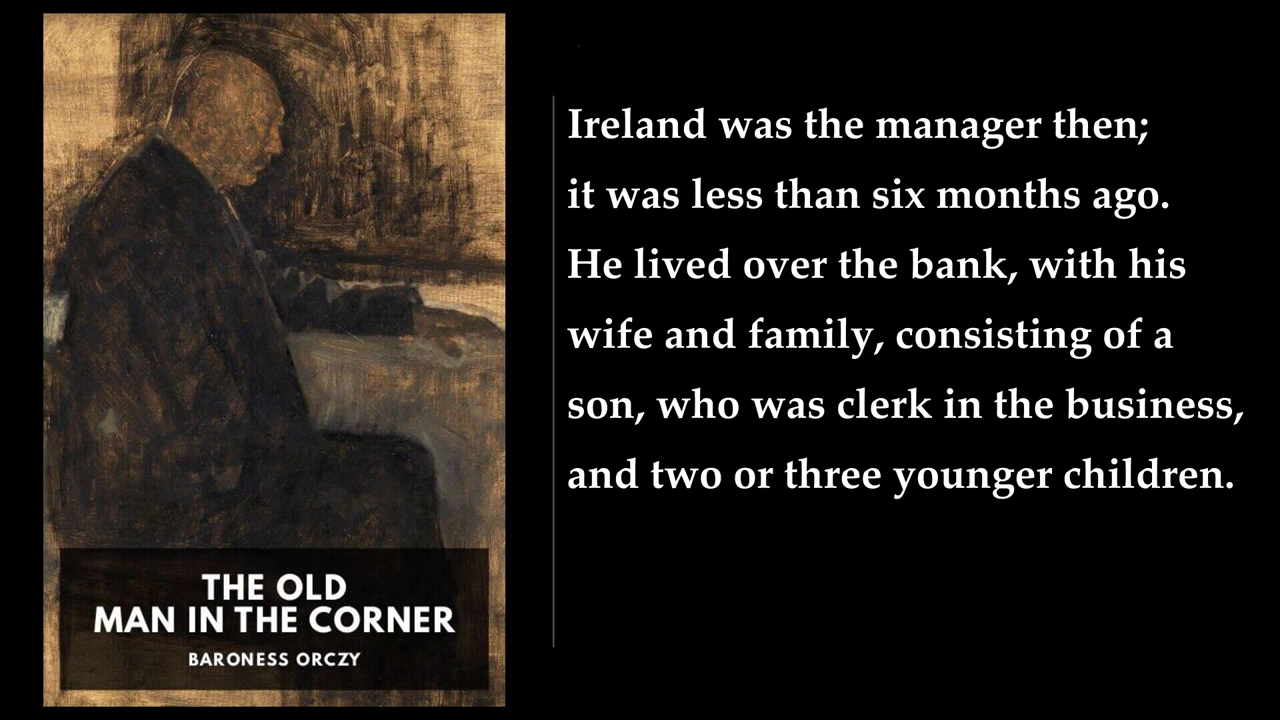 THE OLD
MAN IN THE CORNER
BARONESS ORCZY
Ireland was the manager then;
it was less than six months ago.
He lived over the bank, with his
wife and family, consisting of a
son, who was clerk in the business,
and two or three younger children.